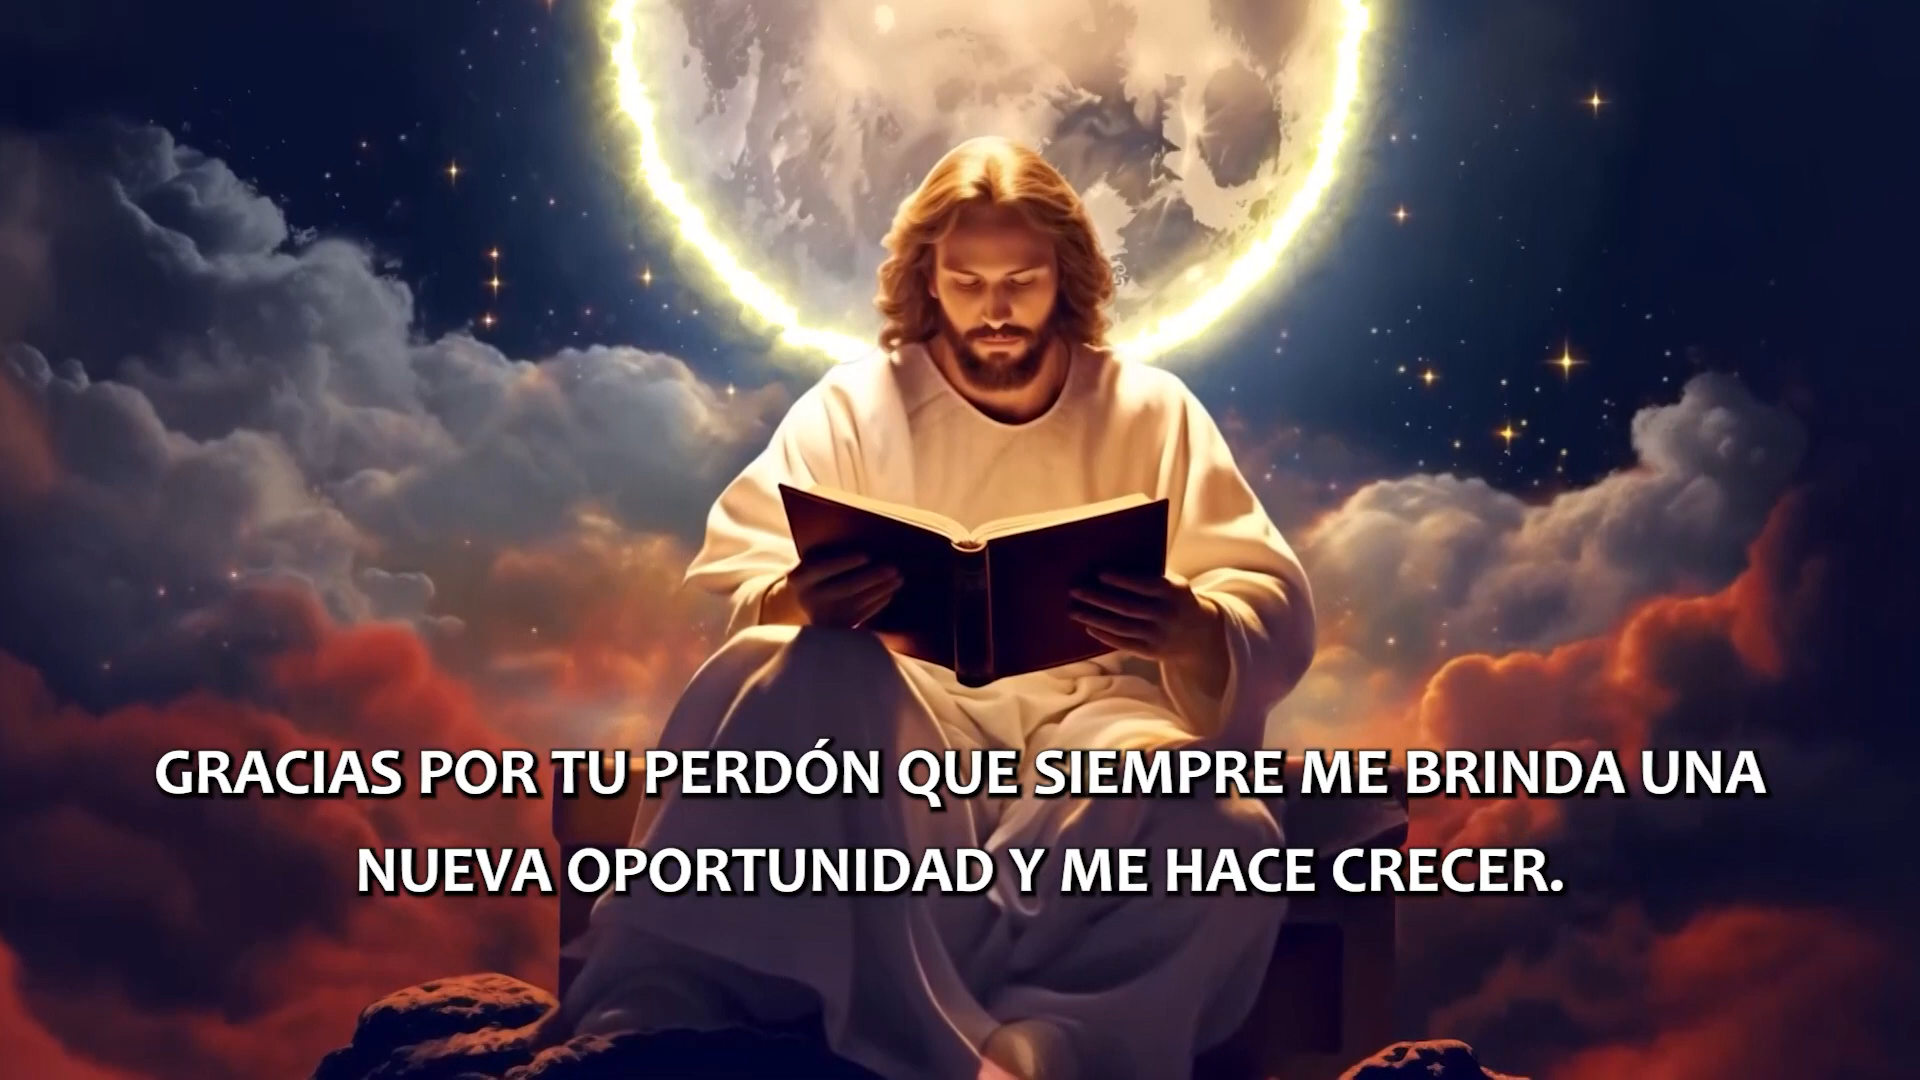 GRACIAS POR TU PERDÓN QUE SIEMPRE ME BRINDA UNA
NUEVA OPORTUNIDAD Y ME HACE CRECER.